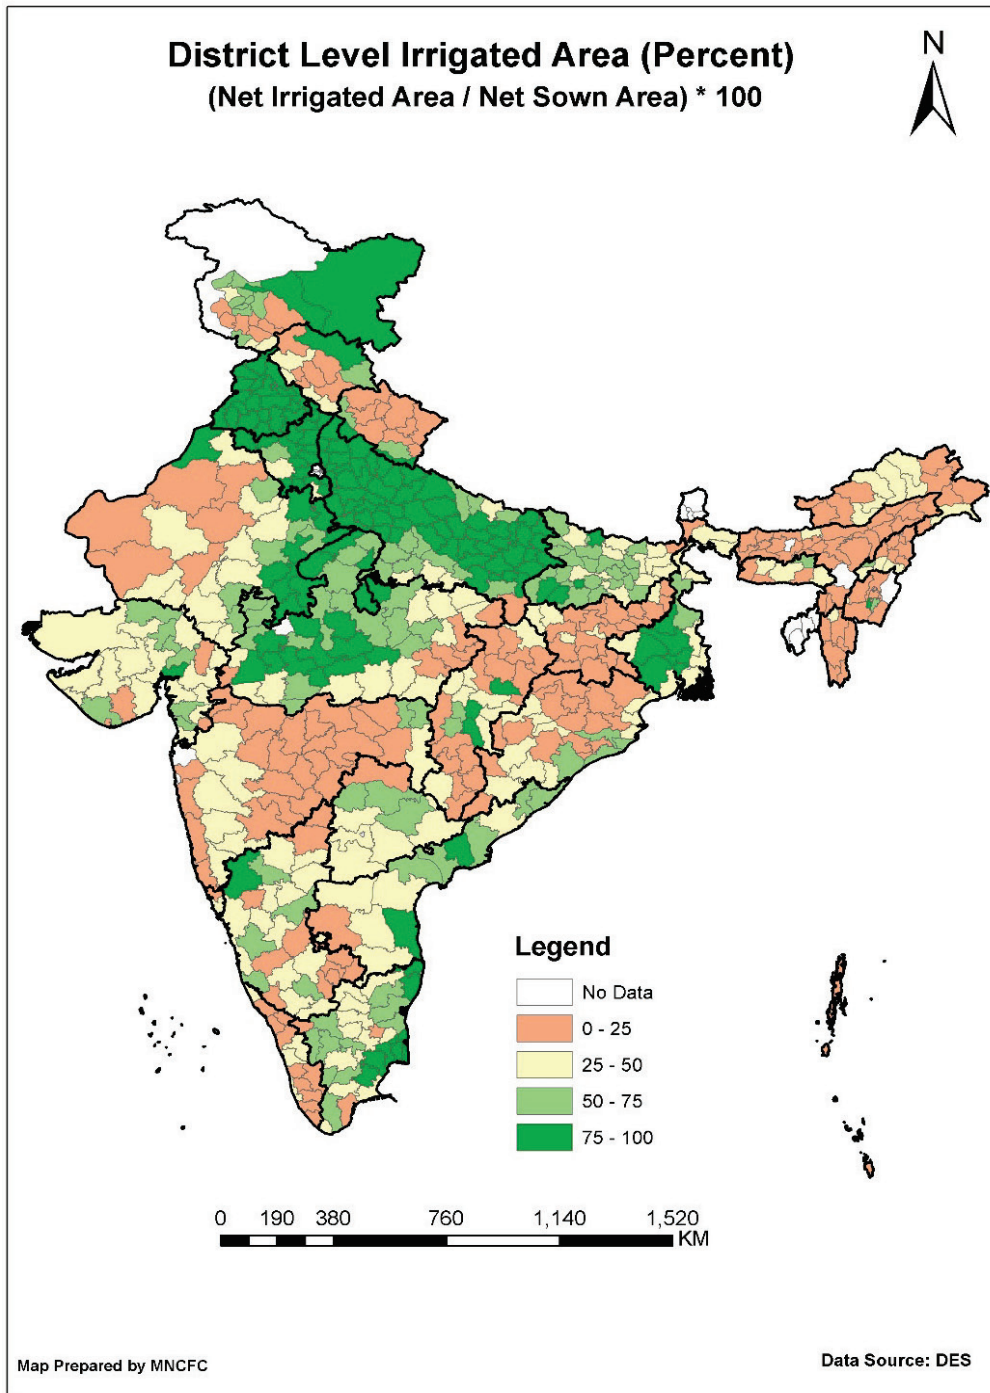 District Level Irrigated Area (Percent)
(Net Irrigated Area / Net Sown Area) * 100
N
Legend
No Data
0 - 25
25 - 50
50 - 75
75 - 100
0 190 380 760 1,140 1,520
KM
Map Prepared by MNCFC
Data Source: DES